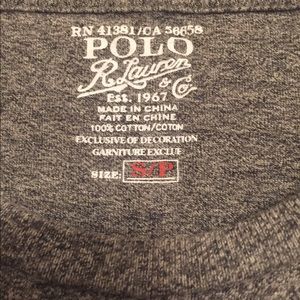 RN 41381/CA 36658
POLO
R. Lauren
& Co.
EST. 1967
MADE IN CHINA
FAIT EN CHINE
100% COTTON/COTON
EXCLUSIVE OF DECORATION
GARNITURE EXCLUE
SIZE: S/P